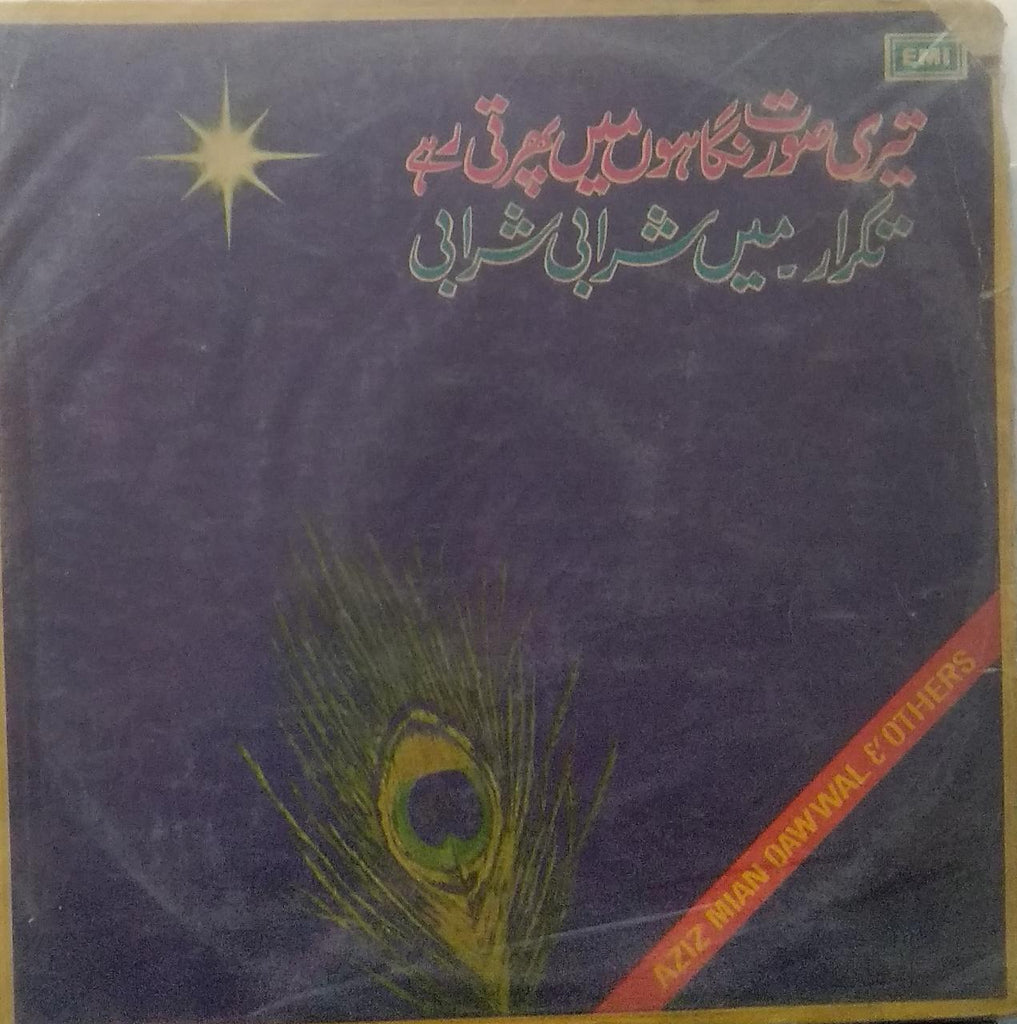 EMI
تیری صورت نگاہوں میں پھرتی رہے
تکرار ۔ میں شرابی شرابی
AZIZ MIAN QAWWAL & OTHERS